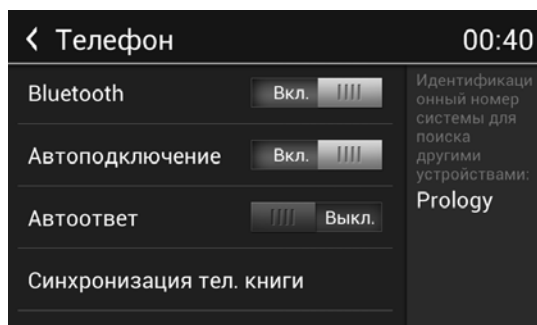 Телефон
00:40
Bluetooth
Вкл.
Автоподключение
Вкл.
Автоответ
Выкл.
Синхронизация тел. книги
Идентификаци
онный номер
системы для
поиска
другими
устройствами:
Prology